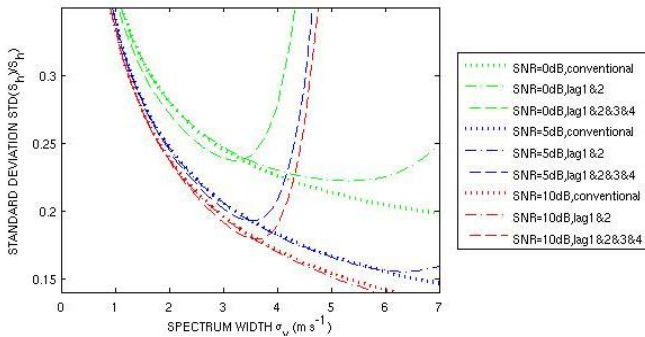 STANDARD DEVIATION STD(Ŝh)/Sh
0.3
0.25
0.2
0.15
0 1 2 3 4 5 6 7
SPECTRUM WIDTH σv (m s-1)
SNR=0dB,conventional
SNR=0dB,lag1&2
SNR=0dB,lag1&2&3&4
SNR=5dB,conventional
SNR=5dB,lag1&2
SNR=5dB,lag1&2&3&4
SNR=10dB,conventional
SNR=10dB,lag1&2
SNR=10dB,lag1&2&3&4